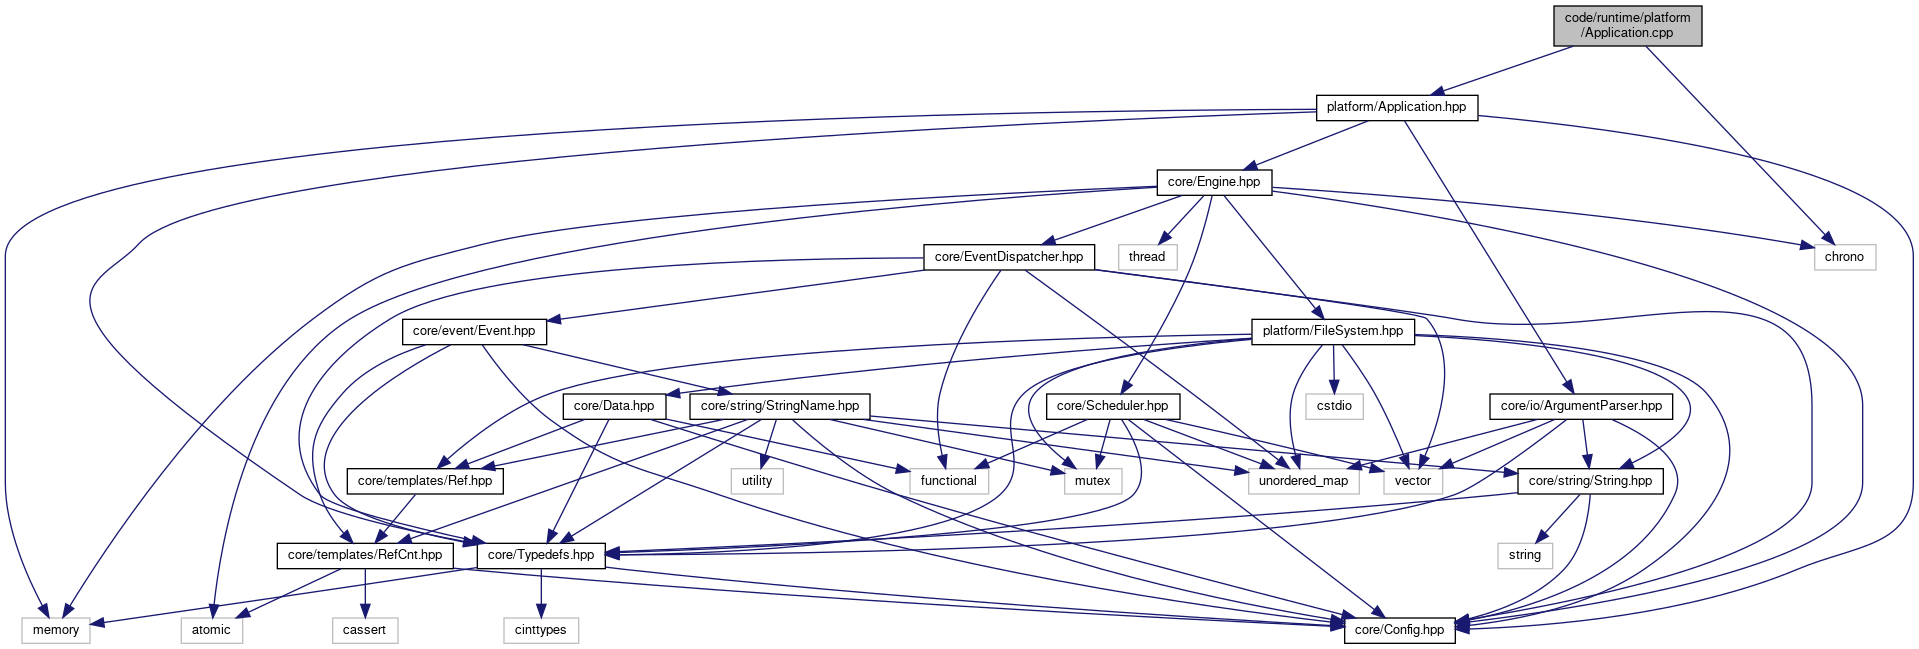 code/runtime/platform
/Application.cpp
platform/Application.hpp
core/Engine.hpp
core/EventDispatcher.hpp
thread
chrono
core/event/Event.hpp
platform/FileSystem.hpp
core/Data.hpp
core/string/StringName.hpp
core/Scheduler.hpp
cstdio
core/io/ArgumentParser.hpp
core/templates/Ref.hpp
utility
functional
mutex
unordered_map
vector
core/string/String.hpp
core/templates/RefCnt.hpp
core/Typedefs.hpp
string
memory
atomic
cassert
cinttypes
core/Config.hpp